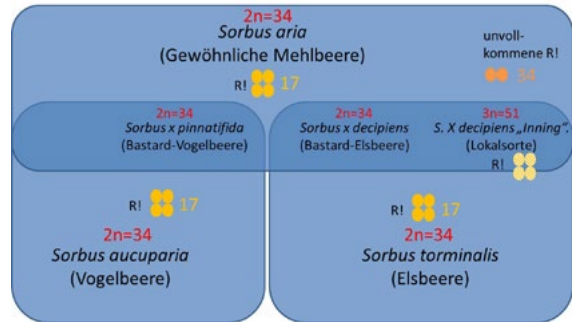 2n=34
Sorbus aria
(Gewöhnliche Mehlbeere)
R! 17
unvoll-
kommene R!
34
2n=34
Sorbus x pinnatifida
(Bastard-Vogelbeere)
2n=34
Sorbus x decipiens
(Bastard-Elsbeere)
3n=51
S. X decipiens „Inning".
(Lokalsorte)
R!
R! 17
2n=34
Sorbus aucuparia
(Vogelbeere)
R! 17
2n=34
Sorbus torminalis
(Elsbeere)